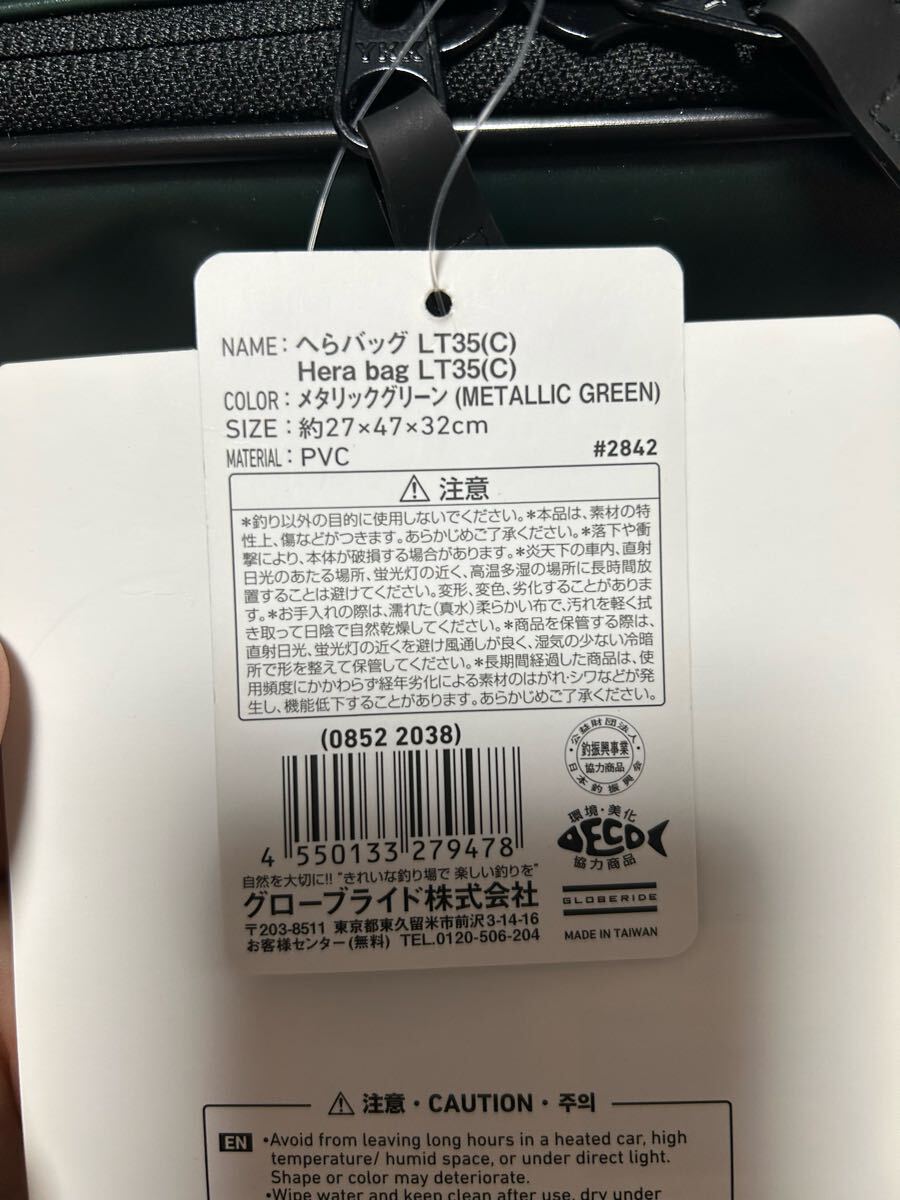 YKK
NAME : へらバッグ LT35(C)
Hera bag LT35(C)
COLOR : メタリックグリーン (METALLIC GREEN)
SIZE : 約27×47×32cm
MATERIAL : PVC
#2842
⚠ 注意
*釣り以外の目的に使用しないでください。*本品は、素材の特
性上、傷などがつきます。あらかじめご了承ください。*落下や衝
撃により、本体が破損する場合があります。*炎天下の車内、直射
日光のあたる場所、蛍光灯の近く、高温多湿の場所に長時間放
置することは避けてください。変形、変色、劣化することがありま
す。*お手入れの際は、濡れた(真水)柔らかい布で、汚れを軽く拭
き取って日陰で自然乾燥してください。*商品を保管する際は、
直射日光、蛍光灯の近くを避け風通しが良く、湿気の少ない冷暗
所で形を整えて保管してください。*長期間経過した商品は、使
用頻度にかかわらず経年劣化による素材のはがれ・シワなどが発
生し、機能低下することがあります。あらかじめご了承ください。
(0852 2038)
4 550133 279478
公益財団法人
釣振興事業
協力商品
日本釣振興会
環境・美化
ECO
協力商品
自然を大切に!! "きれいな釣り場で 楽しい釣りを"
グローブライド株式会社
〒203-8511 東京都東久留米市前沢3-14-16
お客様センター(無料) TEL.0120-506-204
GLOBERIDE
MADE IN TAIWAN
⚠ 注意・CAUTION・주의
EN •Avoid from leaving long hours in a heated car, high
temperature/ humid space, or under direct light.
Shape or color may deteriorate.
•Wipe water and keep clean after use, dry under